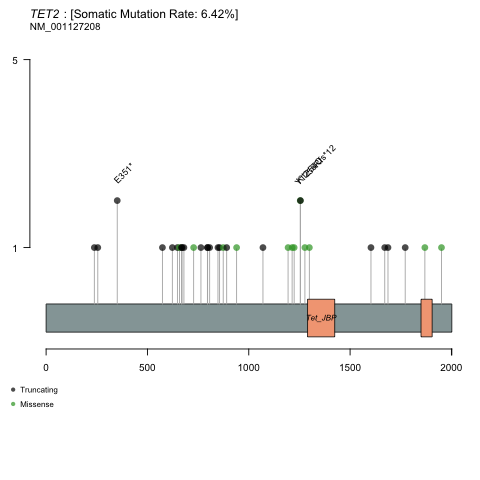 TET2 : [Somatic Mutation Rate: 6.42%]
NM_001127208
5
E351*
1
Tet_JBP
0 500 1000 1500 2000
Truncating
Missense